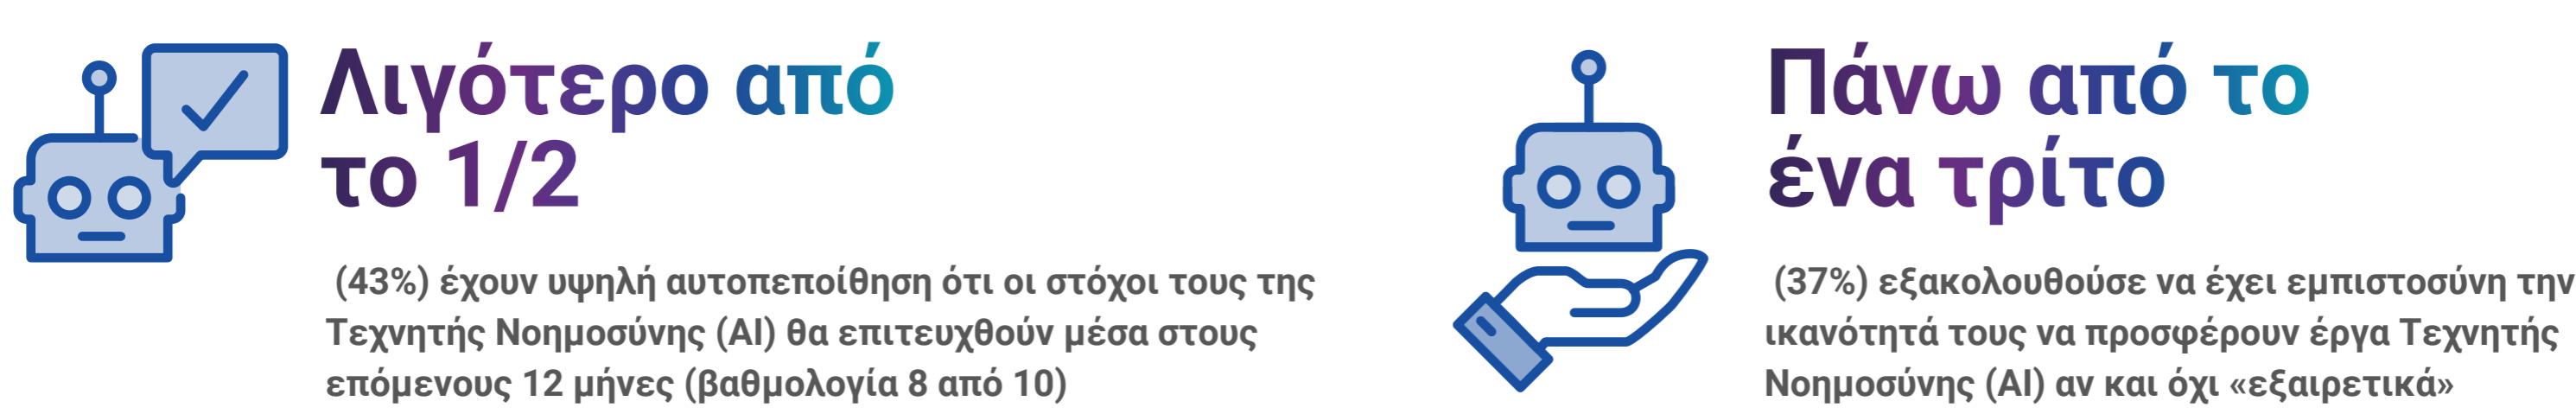 Λιγότερο από
το 1/2
(43%) έχουν υψηλή αυτοπεποίθηση ότι οι στόχοι τους της
Τεχνητής Νοημοσύνης (AI) θα επιτευχθούν μέσα στους
επόμενους 12 μήνες (βαθμολογία 8 από 10)
Πάνω από το
ένα τρίτο
(37%) εξακολουθούσε να έχει εμπιστοσύνη την
ικανότητά τους να προσφέρουν έργα Τεχνητής
Νοημοσύνης (AI) αν και όχι «εξαιρετικά»